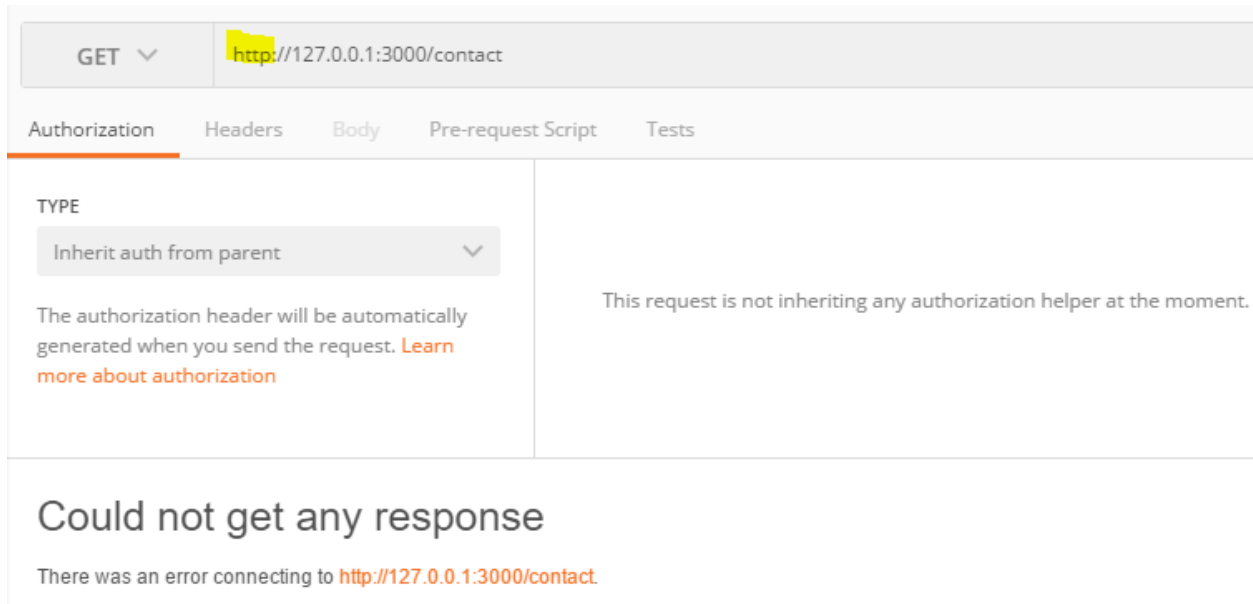 GET http://127.0.0.1:3000/contact
Authorization Headers Body Pre-request Script Tests
TYPE
Inherit auth from parent
The authorization header will be automatically
generated when you send the request. Learn
more about authorization
This request is not inheriting any authorization helper at the moment.
Could not get any response
There was an error connecting to http://127.0.0.1:3000/contact.